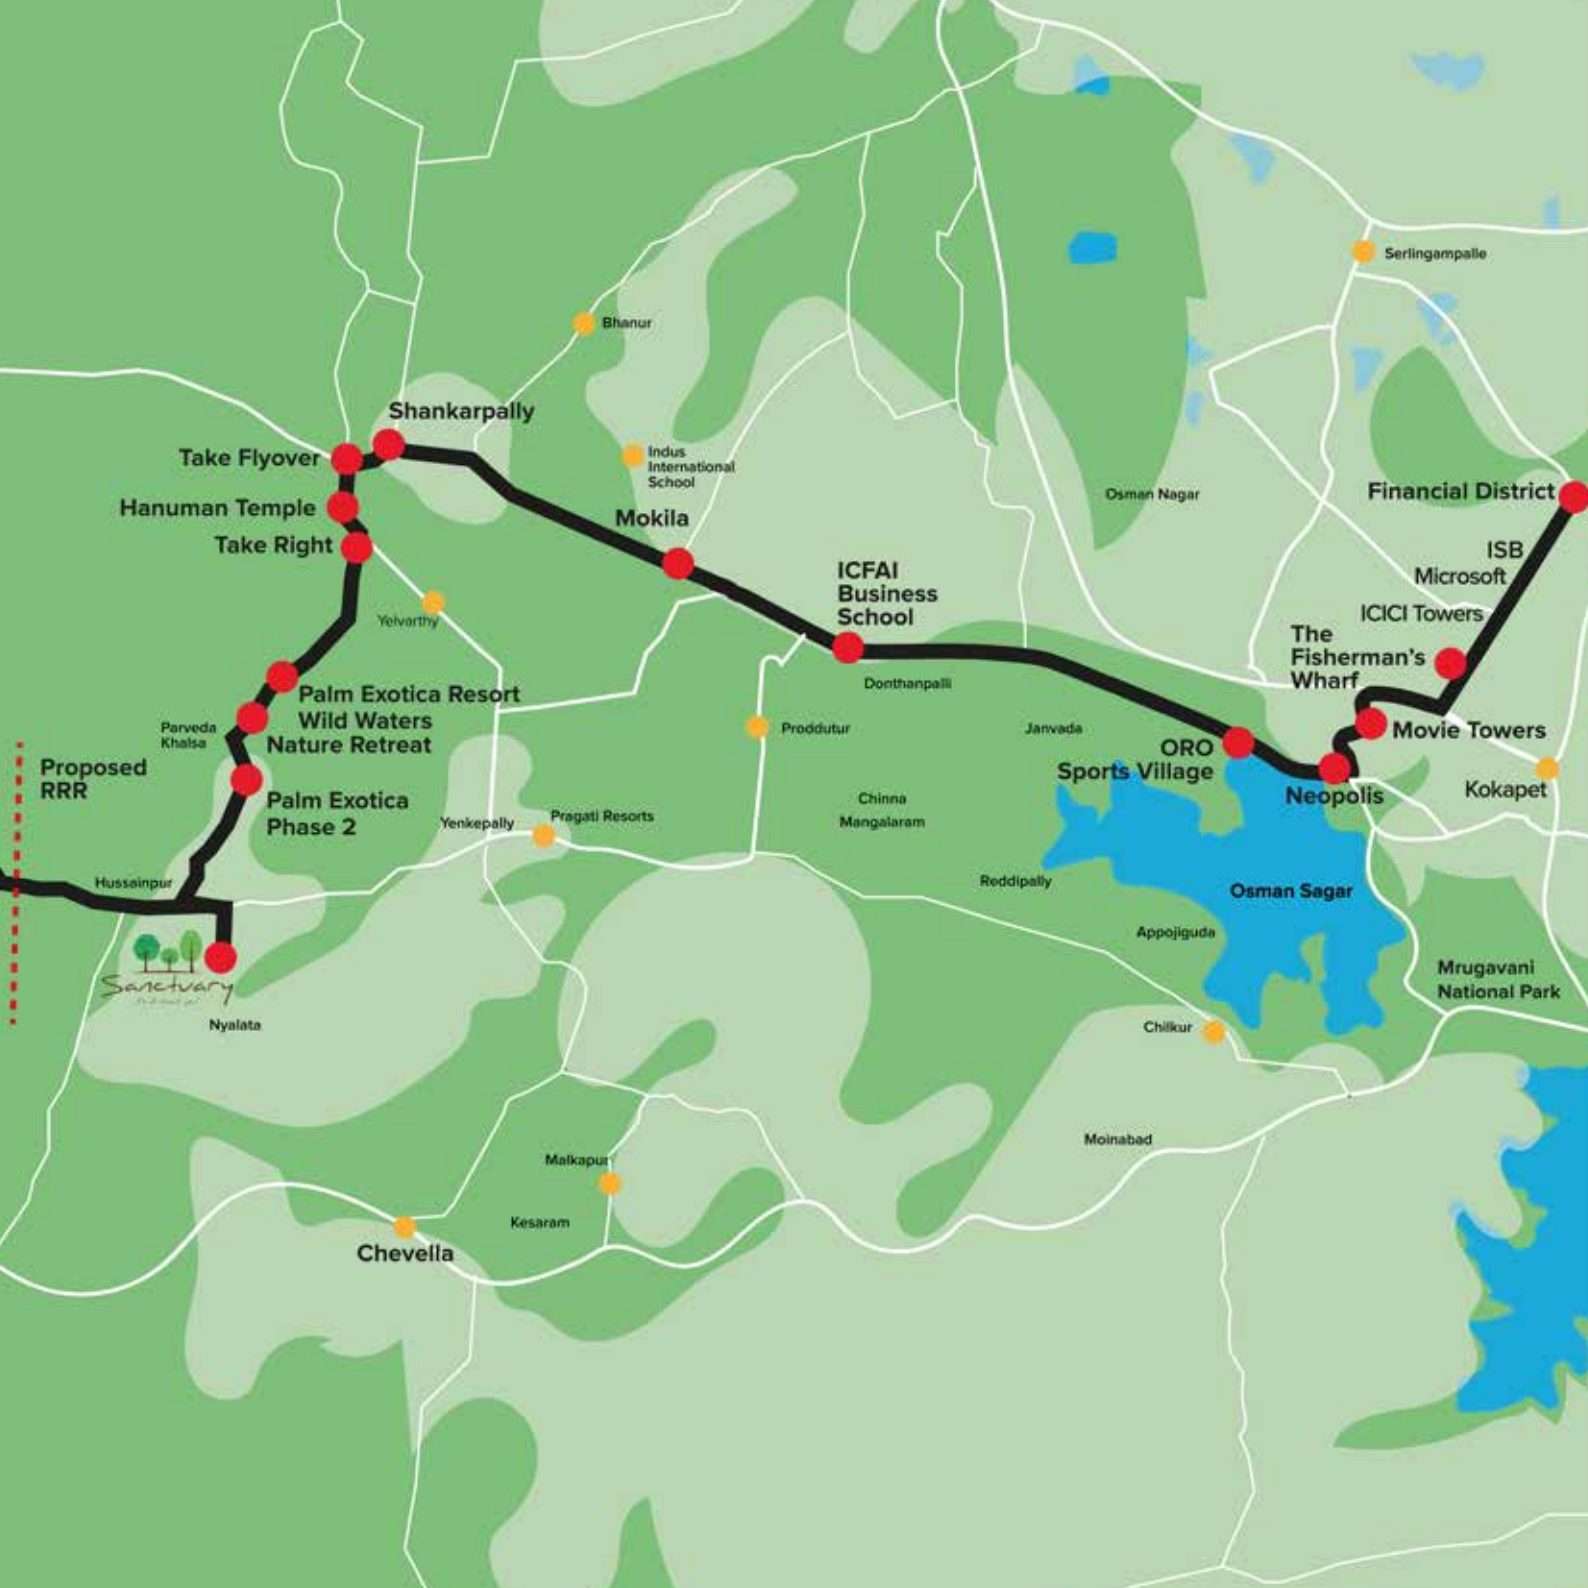 Serlingampalle
Bhanur
Shankarpally
Take Flyover
Indus
International
School
Hanuman Temple
Osman Nagar
Financial District
Mokila
Take Right
ISB
Microsoft
ICFAI
Business
School
ICICI Towers
Yelvarthy
The
Fisherman's
Wharf
Donthanpalli
Palm Exotica Resort
Wild Waters
Nature Retreat
Parveda
Khalsa
Proddutur
Janvada
Movie Towers
ORO
Sports Village
Proposed
RRR
Neopolis
Kokapet
Palm Exotica
Phase 2
Chinna
Mangalaram
Yenkepally
Pragati Resorts
Hussainpur
Reddipally
Osman Sagar
Appojiguda
Mrugavani
National Park
Sanctuary
Nyalata
Chilkur
Moinabad
Malkapur
Kesaram
Chevella